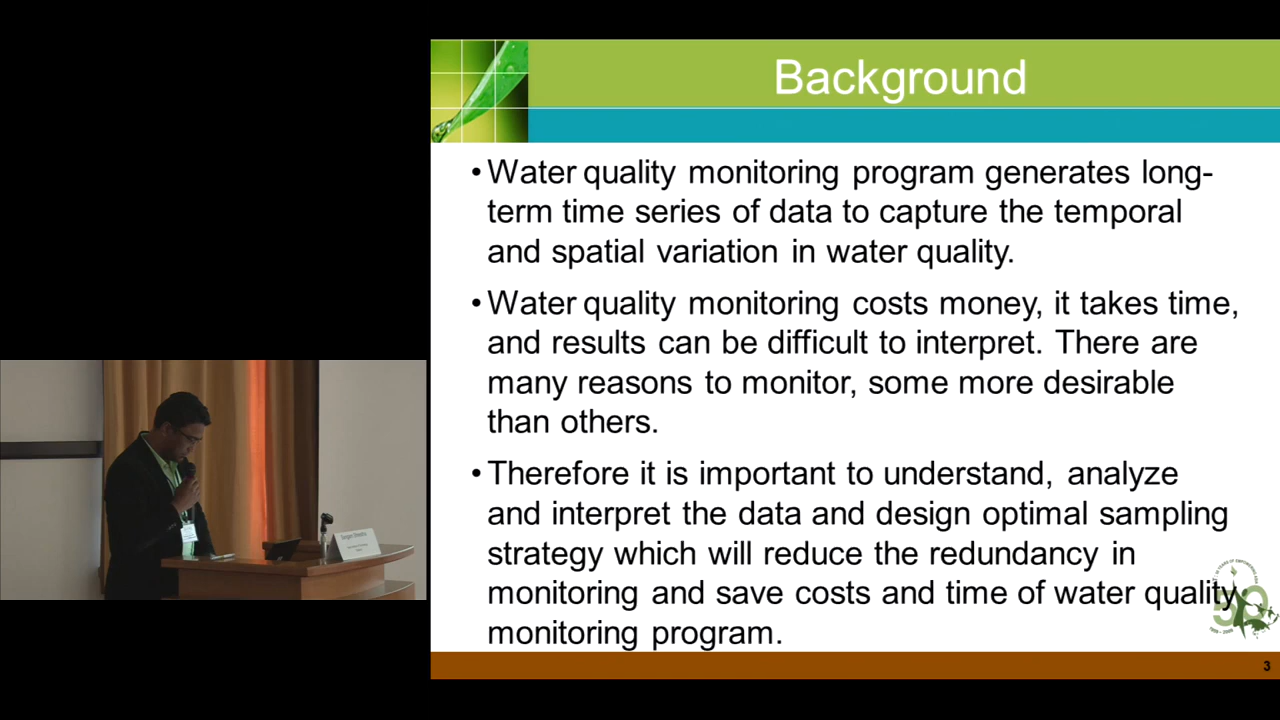 Background
• Water quality monitoring program generates long-
term time series of data to capture the temporal
and spatial variation in water quality.
• Water quality monitoring costs money, it takes time,
and results can be difficult to interpret. There are
many reasons to monitor, some more desirable
than others.
• Therefore it is important to understand, analyze
and interpret the data and design optimal sampling
strategy which will reduce the redundancy in
monitoring and save costs and time of water quality
monitoring program.
3